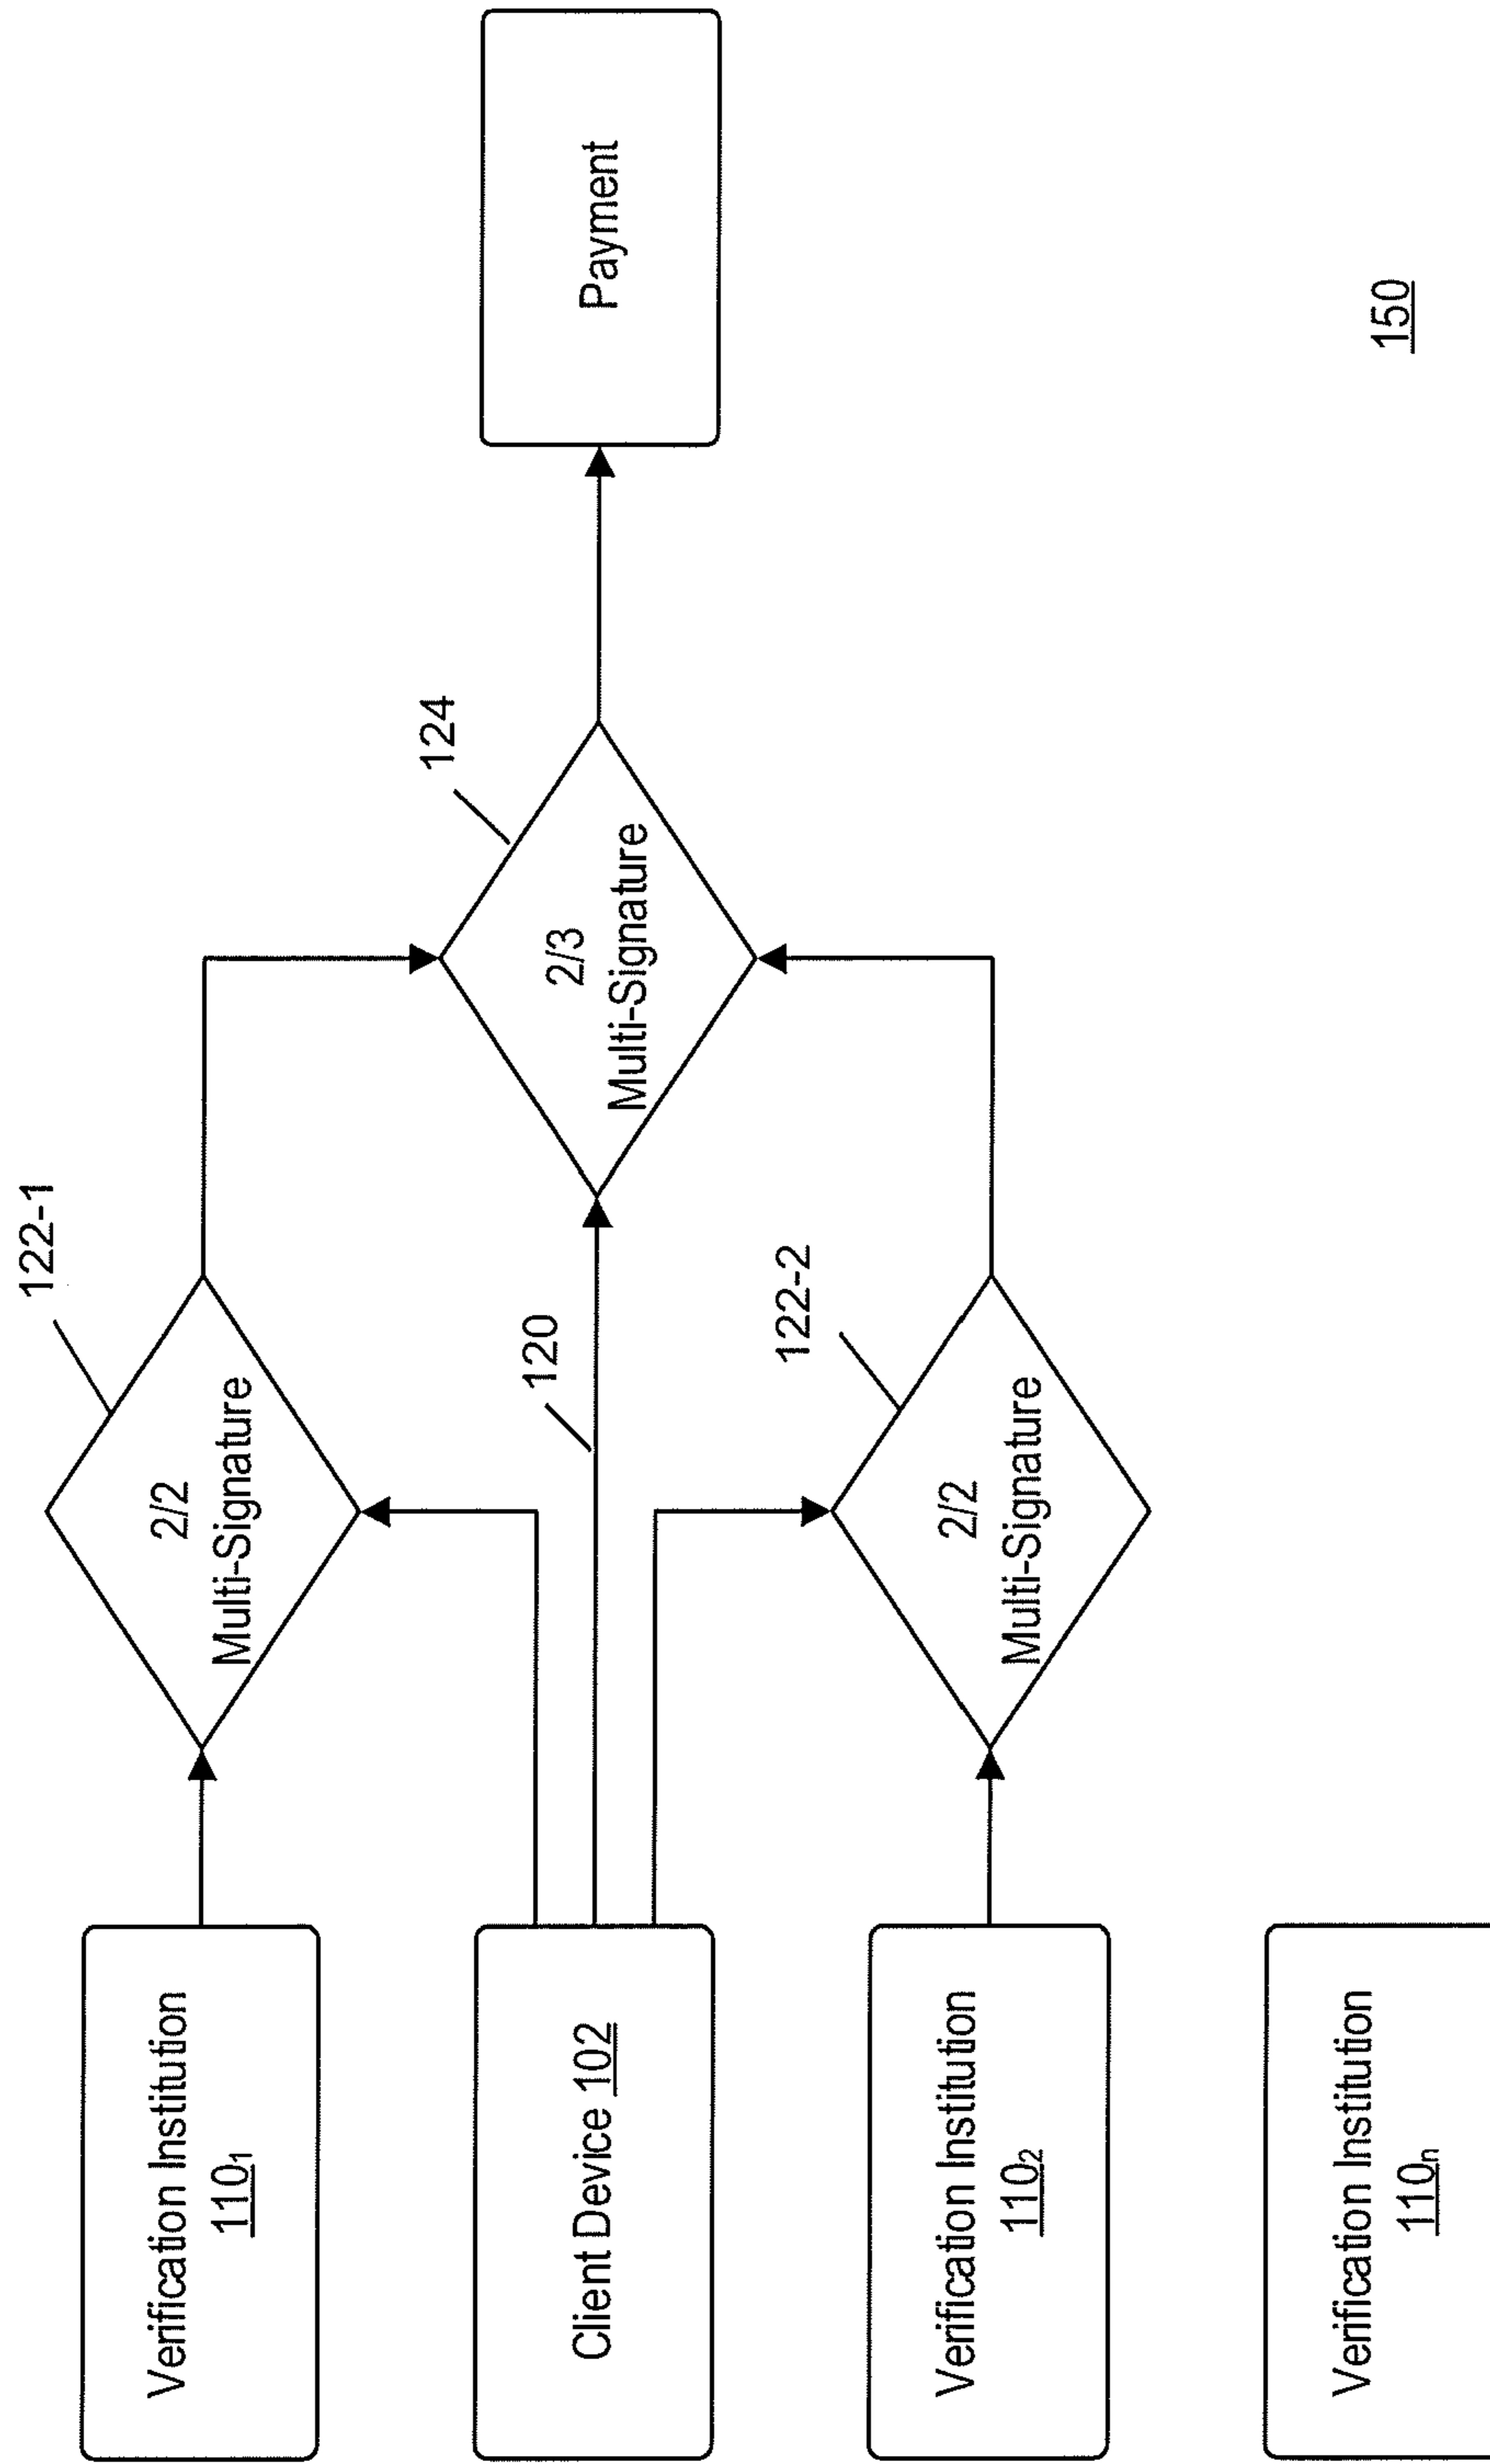 Verification Institution
110₁
Client Device 102
Verification Institution
110₂
Verification Institution
110ₙ
2/2
Multi-Signature
122-1
120
2/2
Multi-Signature
122-2
2/3
Multi-Signature
124
Payment
150